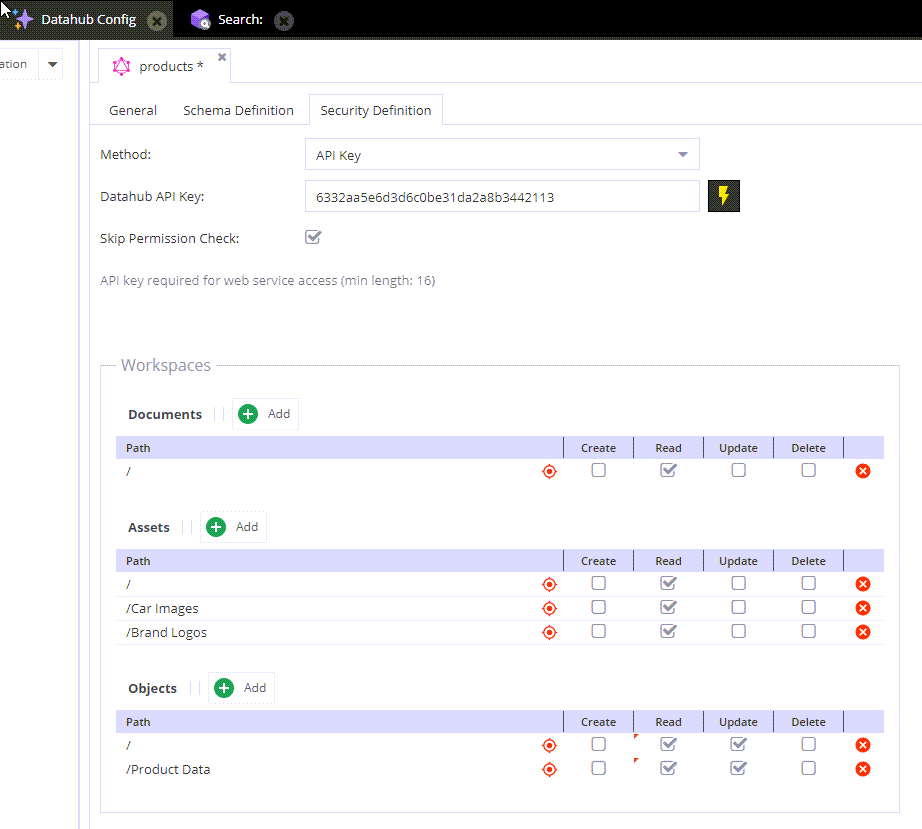 Datahub Config Search:
ation
products *
General Schema Definition Security Definition
Method: API Key
Datahub API Key: 6332aa5e6d3d6c0be31da2a8b3442113
Skip Permission Check:
API key required for web service access (min length: 16)
Workspaces
Documents Add
Path Create Read Update Delete
/
Assets Add
Path Create Read Update Delete
/
/Car Images
/Brand Logos
Objects Add
Path Create Read Update Delete
/
/Product Data